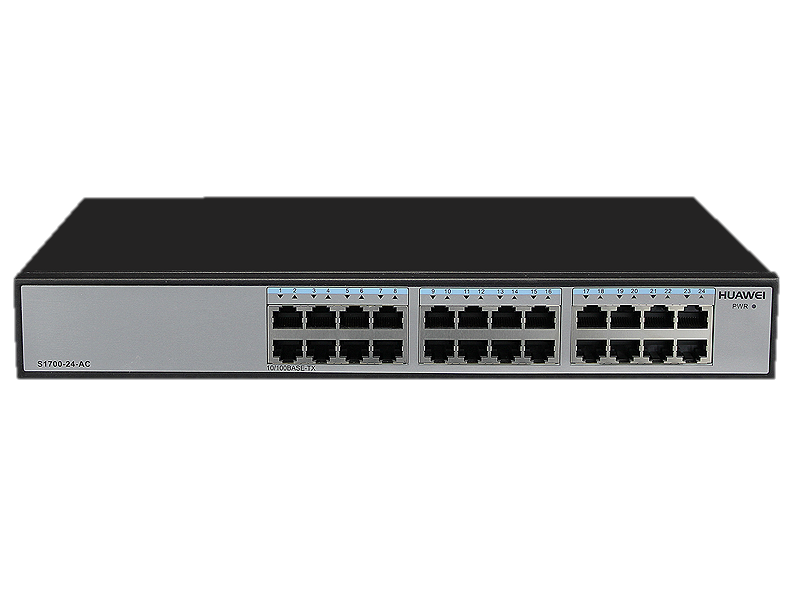 1 2 3 4 5 6 7 8 9 10 11 12 13 14 15 16 17 18 19 20 21 22 23 24
HUAWEI
PWR
S1700-24-AC
10/100BASE-TX